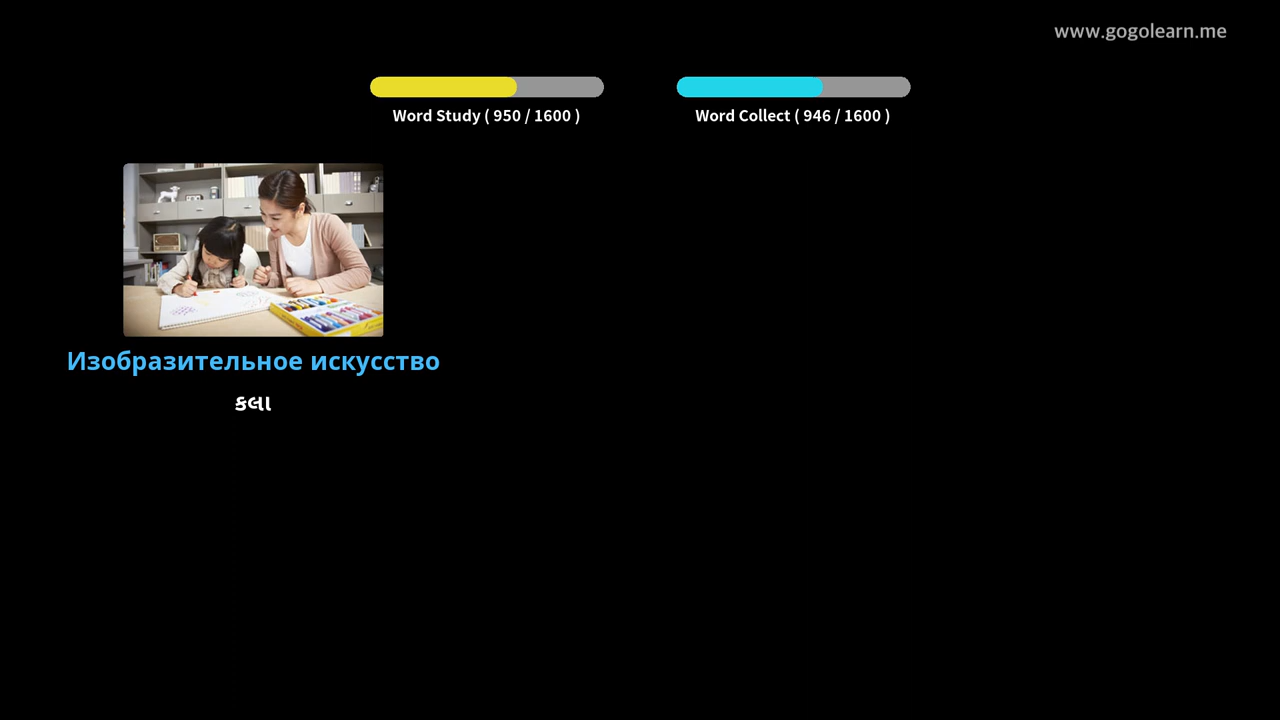 www.gogolearn.me
Word Study ( 950 / 1600 )
Word Collect ( 946 / 1600 )
Изобразительное искусство
કલા